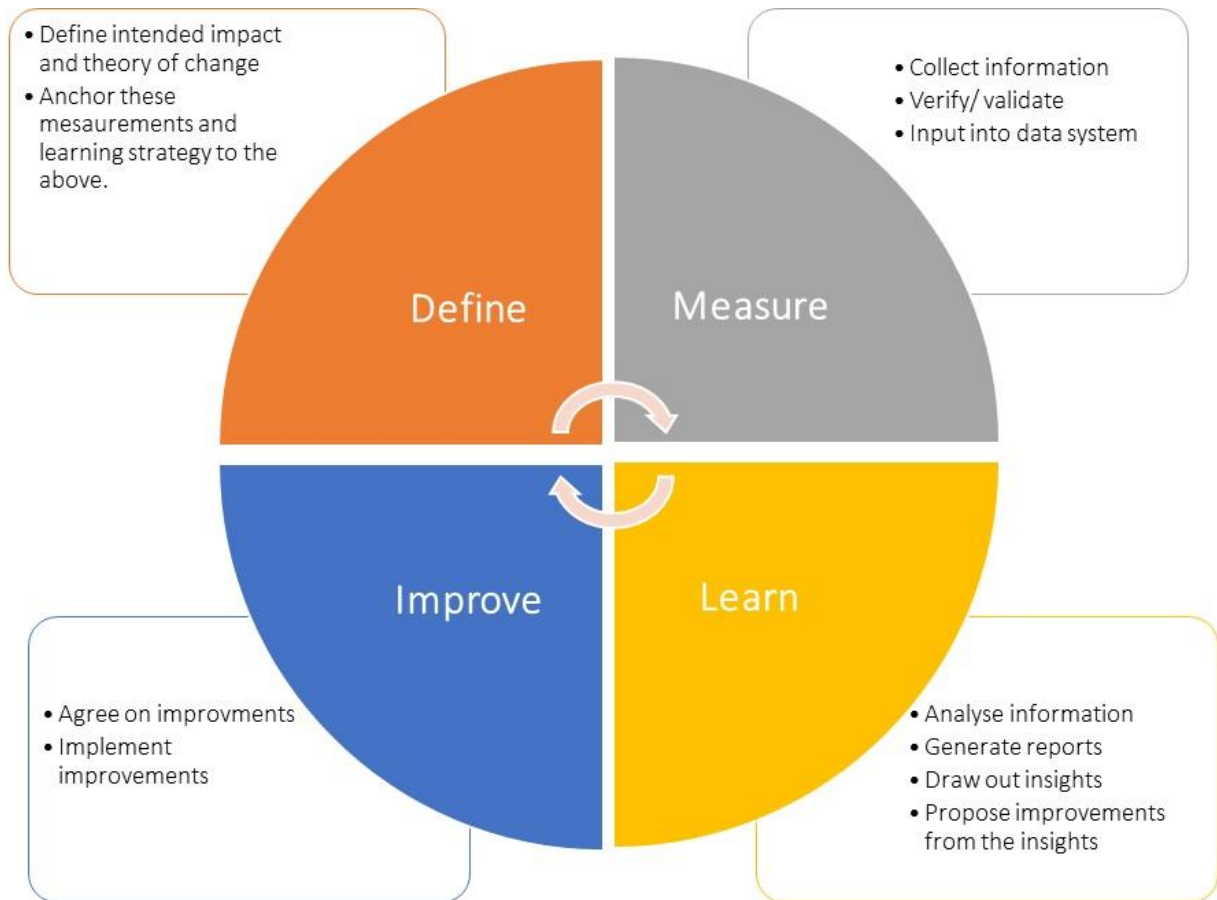 • Define intended impact
and theory of change
• Anchor these
mesaurements and
learning strategy to the
above.
• Collect information
• Verify/ validate
• Input into data system
Define
Measure
Improve
Learn
• Agree on improvments
• Implement
improvements
• Analyse information
• Generate reports
• Draw out insights
• Propose improvements
from the insights